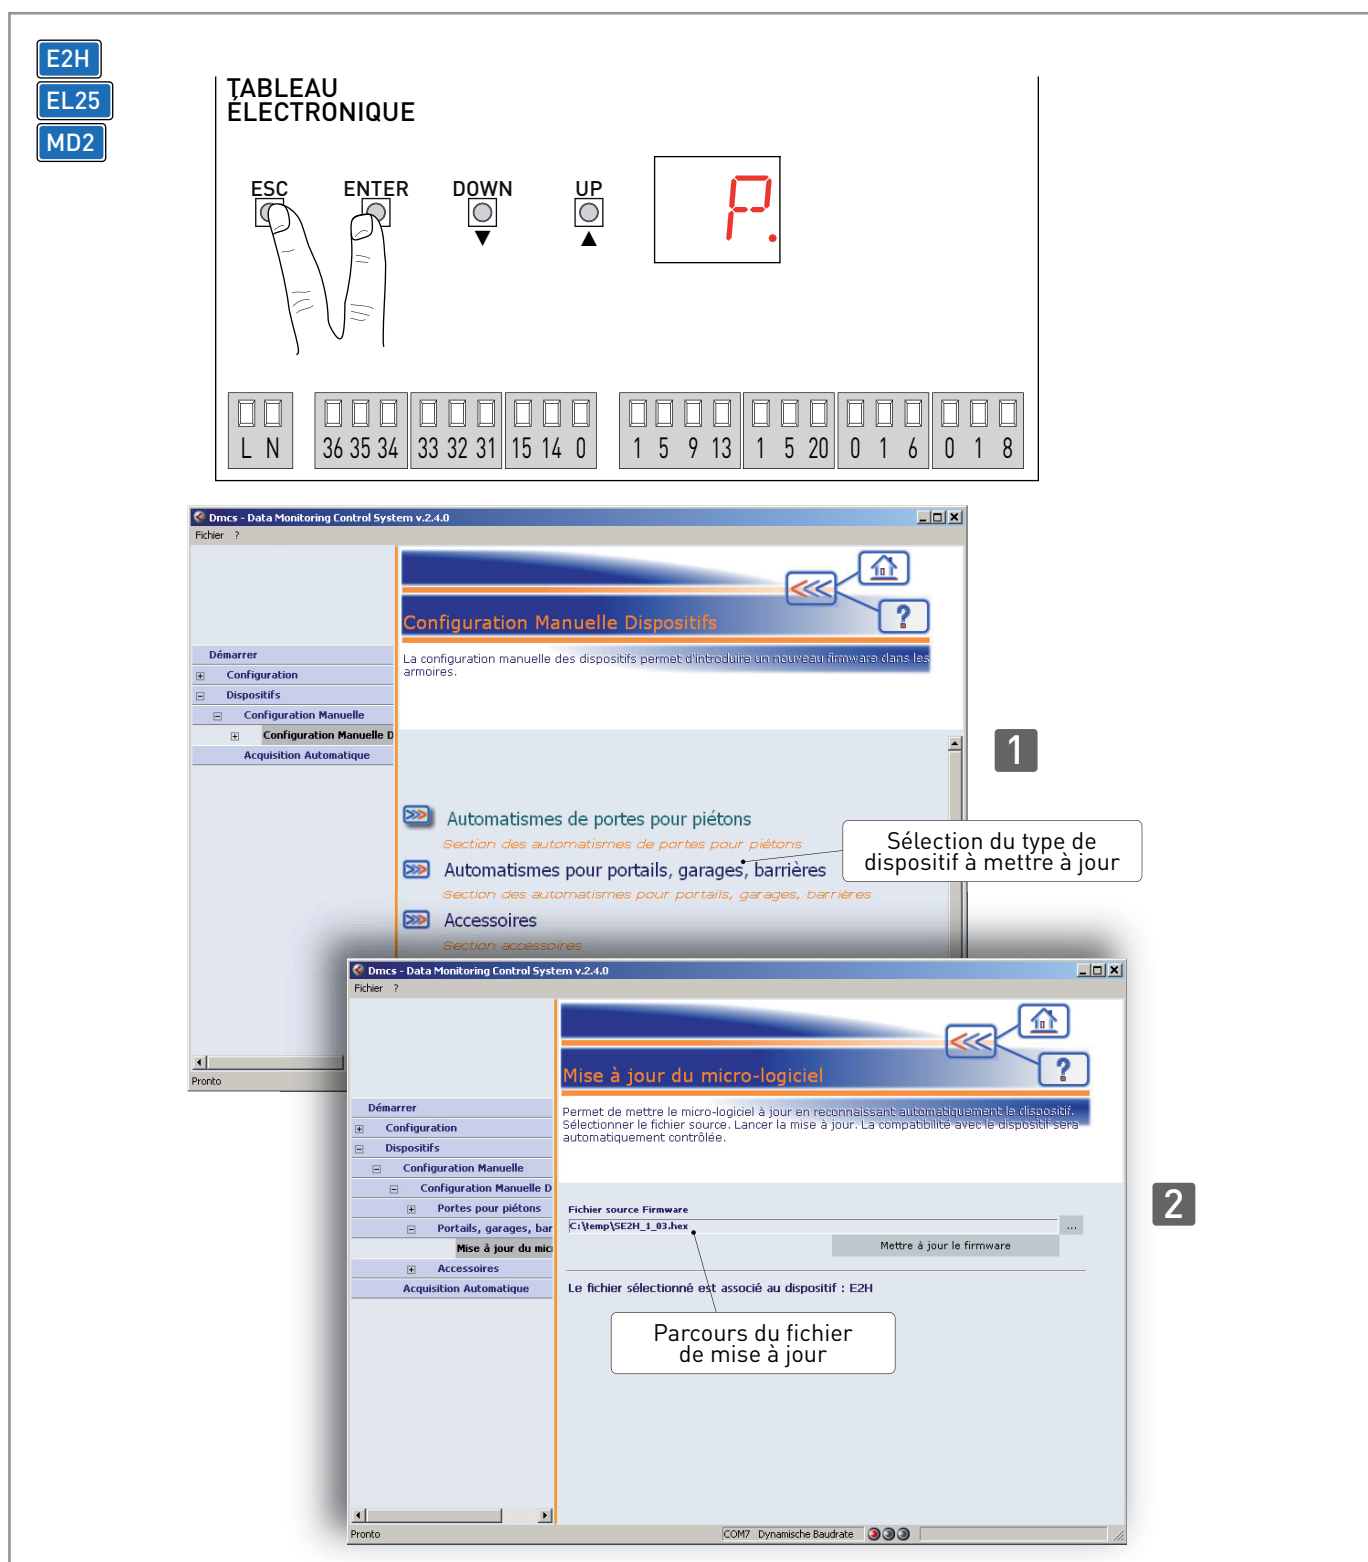 E2H
EL25
MD2
TABLEAU
ÉLECTRONIQUE
ESC ENTER DOWN UP
P.
L N 36 35 34 33 32 31 15 14 0 1 5 9 13 1 5 20 0 1 6 0 1 8
Dmcs - Data Monitoring Control System v.2.4.0
Fichier ?
Configuration Manuelle Dispositifs
La configuration manuelle des dispositifs permet d'introduire un nouveau firmware dans les
armoires.
Démarrer
Configuration
Dispositifs
Configuration Manuelle
Configuration Manuelle D
Acquisition Automatique
1
Automatismes de portes pour piétons
Section des automatismes de portes pour piétons
Automatismes pour portails, garages, barrières
Section des automatismes pour portails, garages, barrières
Accessoires
Section accessoires
Sélection du type de
dispositif à mettre à jour
Pronto
Dmcs - Data Monitoring Control System v.2.4.0
Fichier ?
Mise à jour du micro-logiciel
Permet de mettre le micro-logiciel à jour en reconnaissant automatiquement le dispositif.
Sélectionner le fichier source. Lancer la mise à jour. La compatibilité avec le dispositif sera
automatiquement contrôlée.
Démarrer
Configuration
Dispositifs
Configuration Manuelle
Configuration Manuelle D
Portes pour piétons
Portails, garages, bar
Mise à jour du mic
Accessoires
Acquisition Automatique
2
Fichier source Firmware
C:\temp\SE2H_1_03.hex ...
Mettre à jour le firmware
Le fichier sélectionné est associé au dispositif : E2H
Parcours du fichier
de mise à jour
Pronto COM7 Dynamische Baudrate